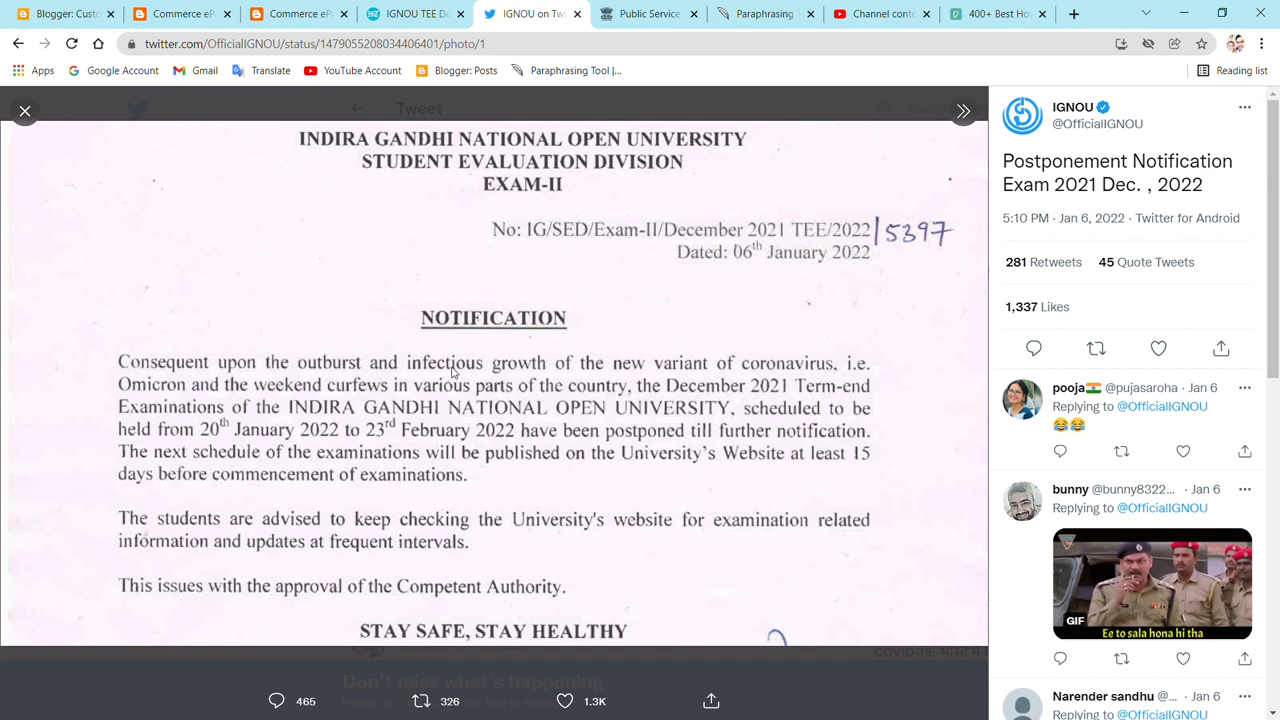 Blogger: Cust
Commerce eP
Commerce eP
IGNOU TEE De
IGNOU on Twi
Public Service
Paraphrasing T
Channel conte
400+ Best Ho
twitter.com/OfficialIGNOU/status/1479055208034406401/photo/1
Apps
Google Account
Gmail
Translate
YouTube Account
Blogger: Posts
Paraphrasing Tool |...
Reading list
Tweet
INDIRA GANDHI NATIONAL OPEN UNIVERSITY
STUDENT EVALUATION DIVISION
EXAM-II
No: IG/SED/Exam-II/December 2021 TEE/2022 | 5397
Dated: 06th January 2022
NOTIFICATION
Consequent upon the outburst and infectious growth of the new variant of coronavirus, i.e.
Omicron and the weekend curfews in various parts of the country, the December 2021 Term-end
Examinations of the INDIRA GANDHI NATIONAL OPEN UNIVERSITY, scheduled to be
held from 20th January 2022 to 23rd February 2022 have been postponed till further notification.
The next schedule of the examinations will be published on the University's Website at least 15
days before commencement of examinations.
The students are advised to keep checking the University's website for examination related
information and updates at frequent intervals.
This issues with the approval of the Competent Authority.
STAY SAFE, STAY HEALTHY
Don't miss what's happening
465
326
1.3K
IGNOU
@OfficialIGNOU
Postponement Notification
Exam 2021 Dec. , 2022
5:10 PM · Jan 6, 2022 · Twitter for Android
281 Retweets 45 Quote Tweets
1,337 Likes
pooja🇮🇳 @pujasaroha · Jan 6
Replying to @OfficialIGNOU
😂😂
bunny @bunny8322... · Jan 6
Replying to @OfficialIGNOU
GIF
Ee to sala hona hi tha
Narender sandhu @... · Jan 6
Replying to @OfficialIGNOU